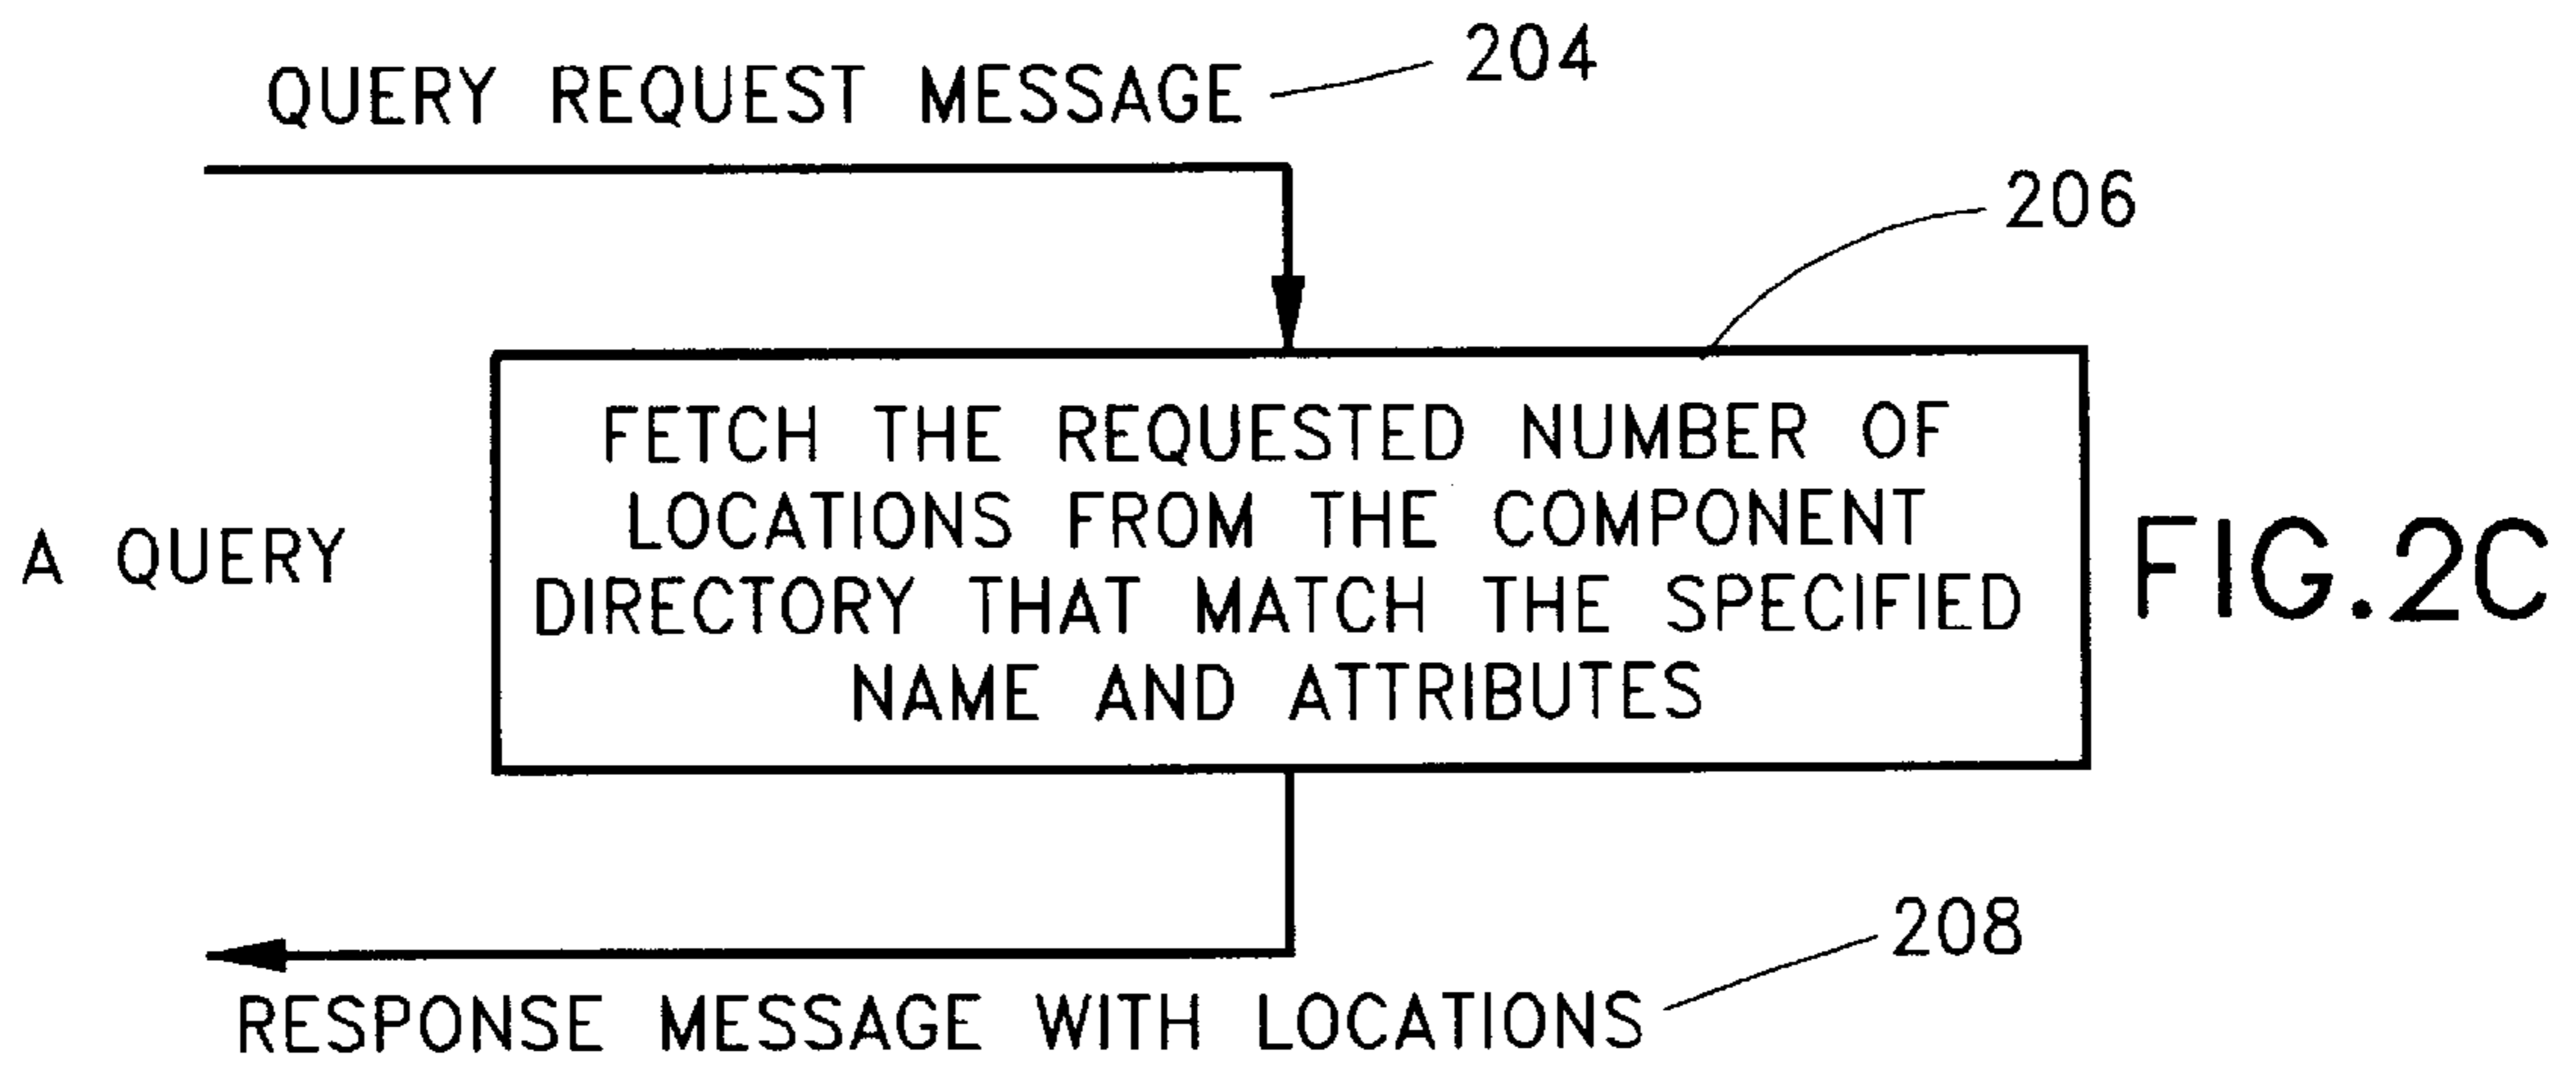 QUERY REQUEST MESSAGE 204
206
FETCH THE REQUESTED NUMBER OF
LOCATIONS FROM THE COMPONENT
DIRECTORY THAT MATCH THE SPECIFIED
NAME AND ATTRIBUTES
A QUERY
FIG.2C
208
RESPONSE MESSAGE WITH LOCATIONS